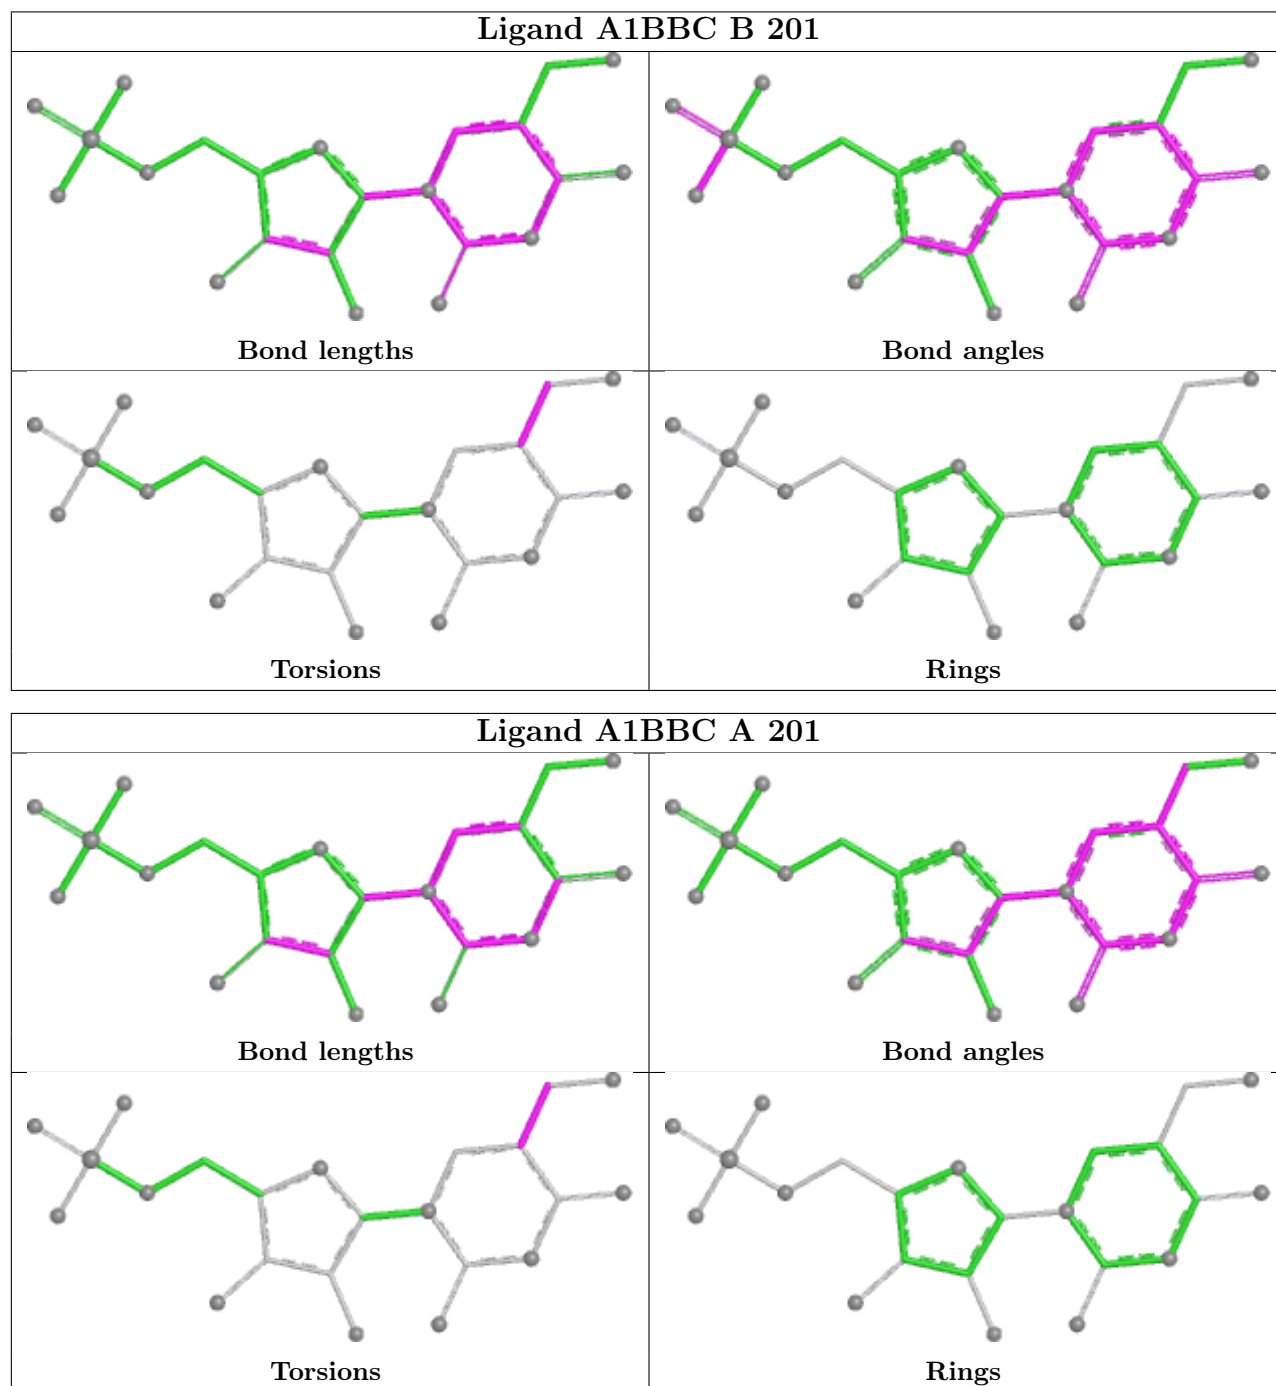 Ligand A1BBC B 201
Bond lengths
Bond angles
Torsions
Rings
Ligand A1BBC A 201
Bond lengths
Bond angles
Torsions
Rings